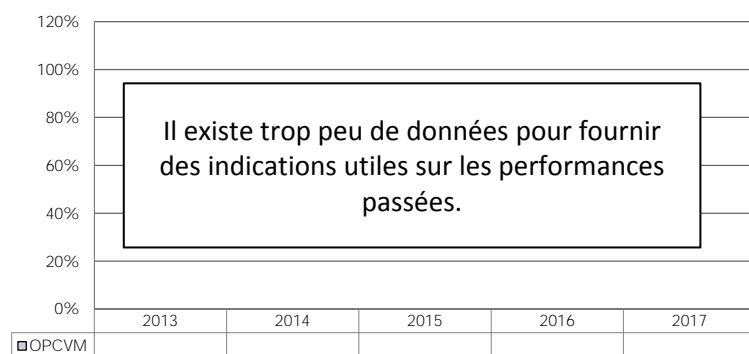 120%
100%
80%
60%
40%
20%
0%
Il existe trop peu de données pour fournir
des indications utiles sur les performances
passées.
2013 2014 2015 2016 2017
OPCVM